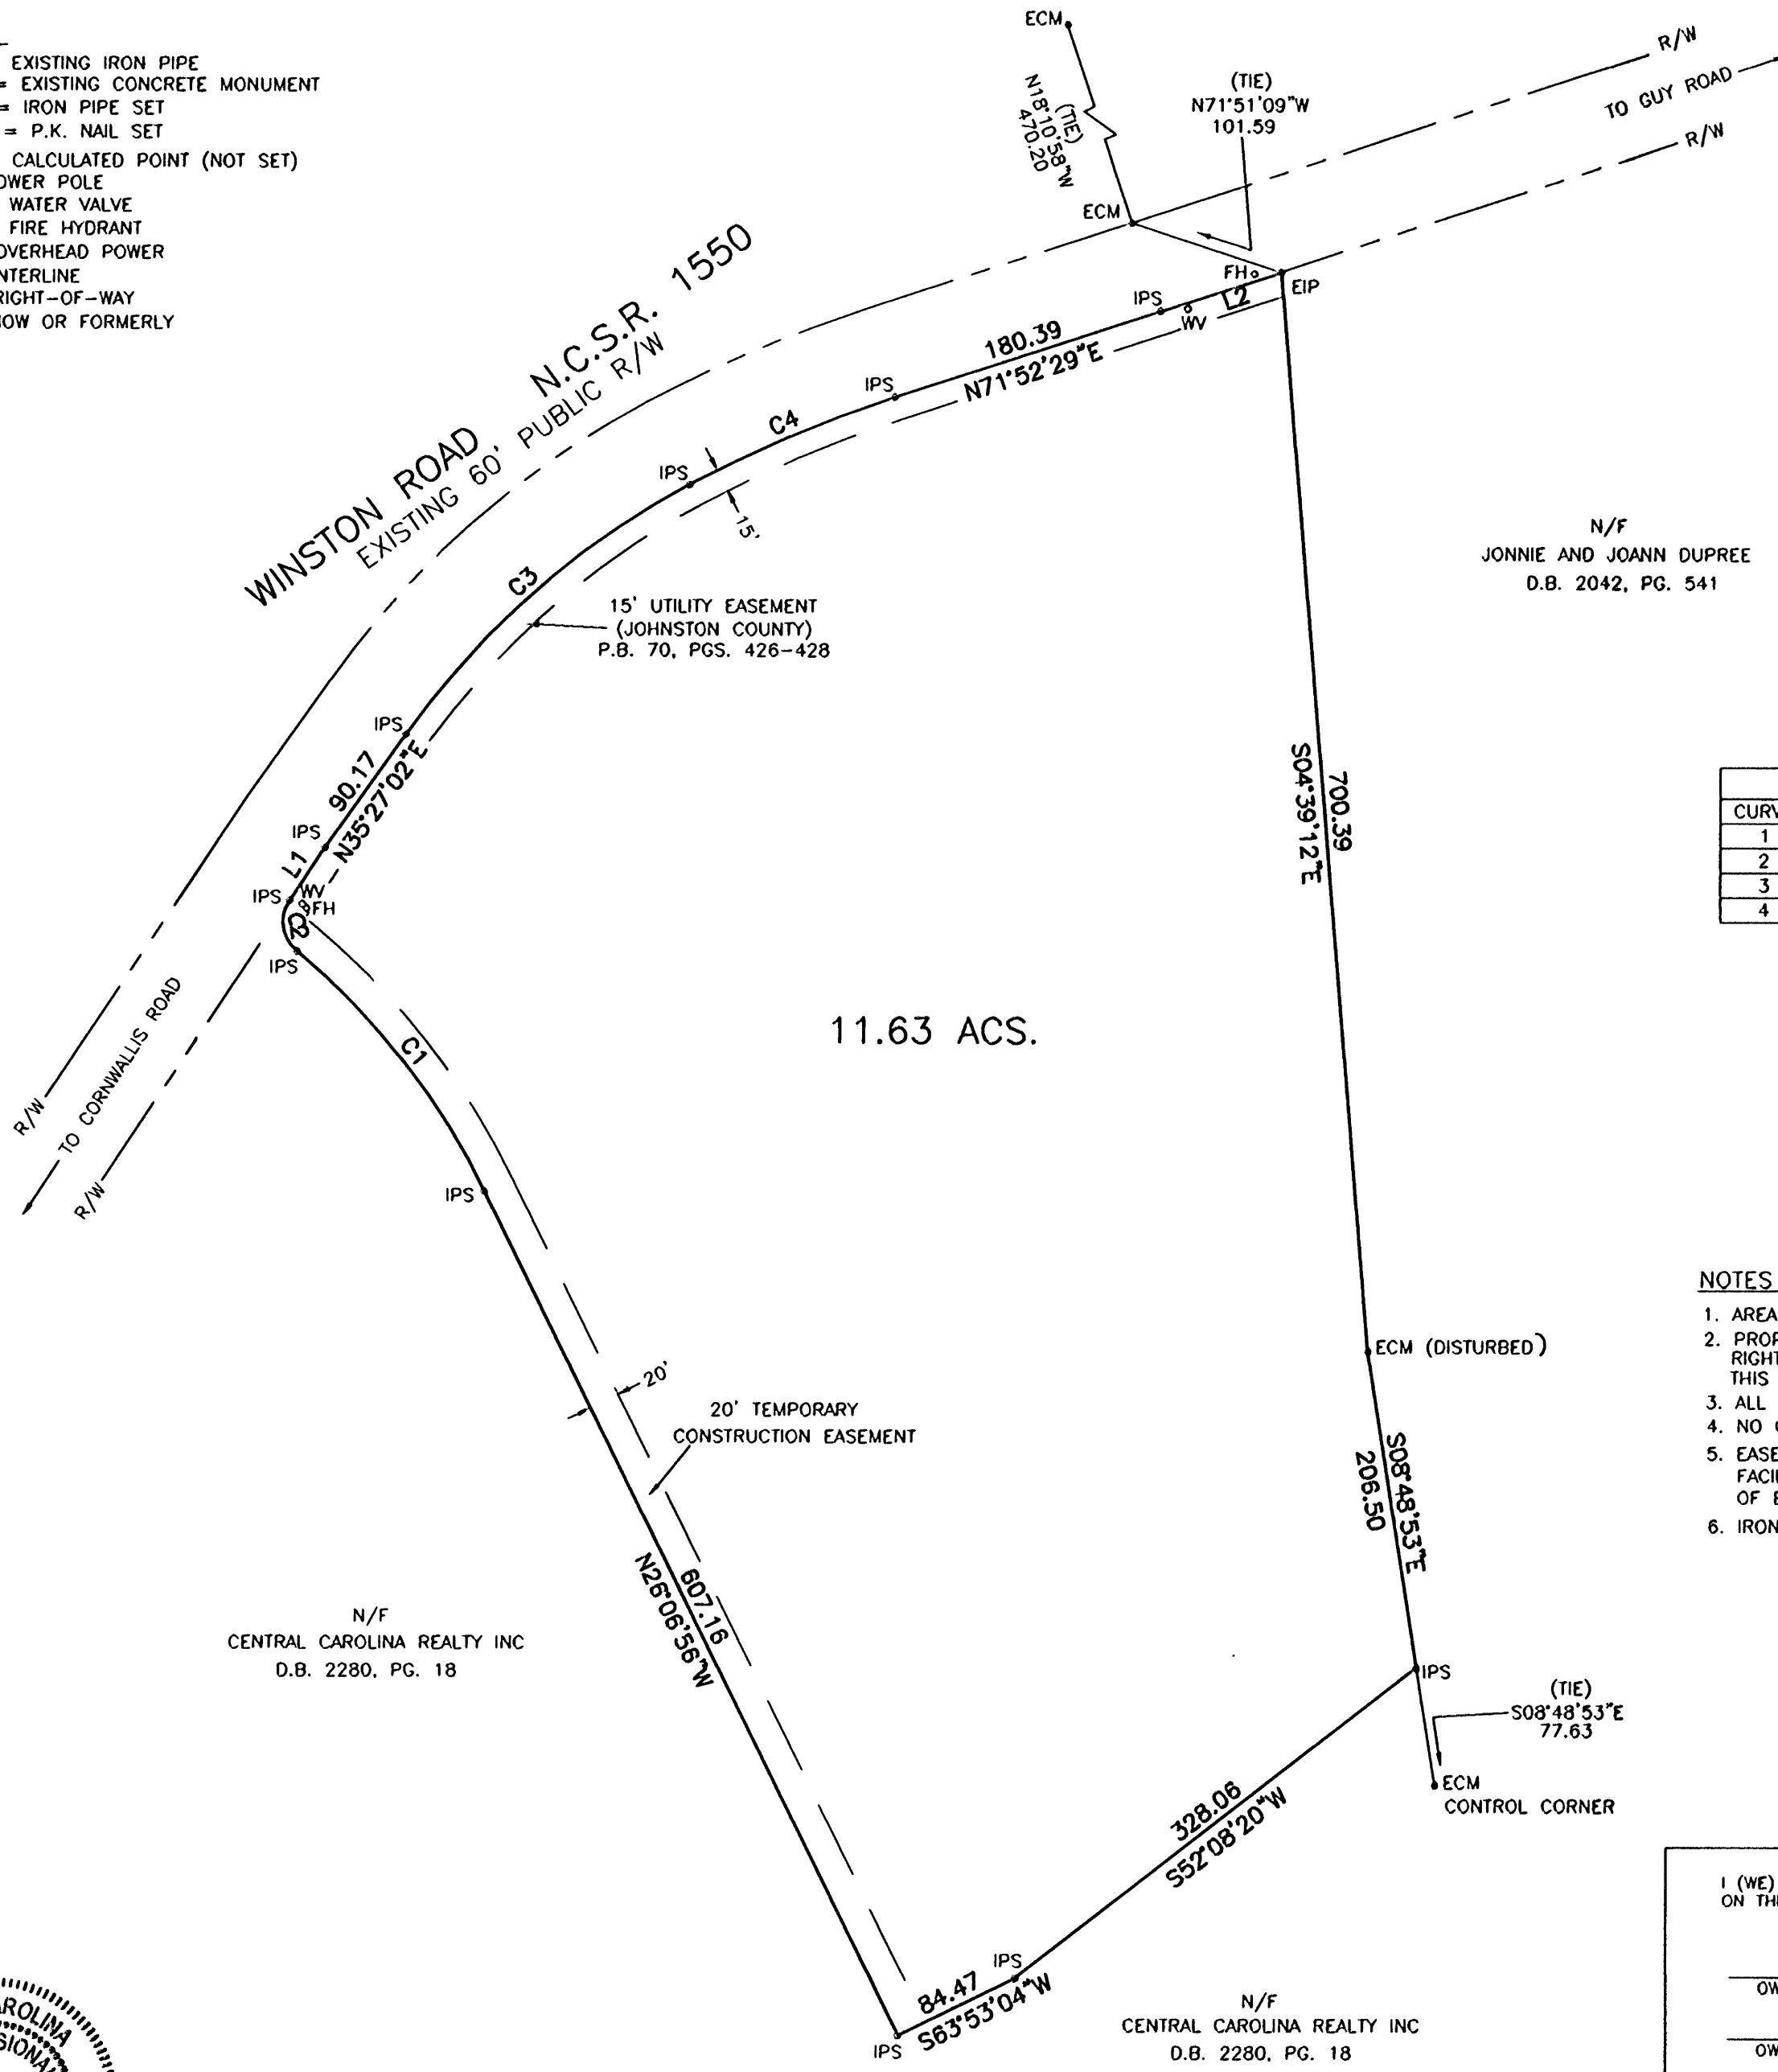 EXISTING IRON PIPE
= EXISTING CONCRETE MONUMENT
= IRON PIPE SET
= P.K. NAIL SET
CALCULATED POINT (NOT SET)
OWER POLE
WATER VALVE
FIRE HYDRANT
OVERHEAD POWER
NTERLINE
RIGHT-OF-WAY
NOW OR FORMERLY
ECM
(TIE)
N18°10'58"W
470.20
ECM
(TIE)
N71°51'09"W
101.59
R/W
TO GUY ROAD
R/W
FH
EIP
L2
IPS
WV
WINSTON ROAD N.C.S.R. 1550
EXISTING 60' PUBLIC R/W
180.39
N71°52'29"E
IPS
C4
IPS
15'
C3
15' UTILITY EASEMENT
(JOHNSTON COUNTY)
P.B. 70, PGS. 426-428
N/F
JONNIE AND JOANN DUPREE
D.B. 2042, PG. 541
IPS
90.17
N35°27'02"E
IPS
L1
IPS
WV
FH
C2
IPS
700.39
S04°39'12"E
CURV
1
2
3
4
TO CORNWALLIS ROAD
R/W
R/W
C1
11.63 ACS.
IPS
NOTES
1. AREA
2. PROP
RIGHT
THIS
3. ALL
4. NO
5. EASE
FACI
OF
6. IRON
ECM (DISTURBED)
20'
20' TEMPORARY
CONSTRUCTION EASEMENT
S08°48'53"E
206.50
607.16
N26°06'56"W
N/F
CENTRAL CAROLINA REALTY INC
D.B. 2280, PG. 18
IPS
(TIE)
S08°48'53"E
77.63
ECM
CONTROL CORNER
328.06
S52°08'20"W
IPS
84.47
S63°53'04"W
IPS
N/F
CENTRAL CAROLINA REALTY INC
D.B. 2280, PG. 18
I (WE)
ON TH
OW
OW
AROLINA
SIONA